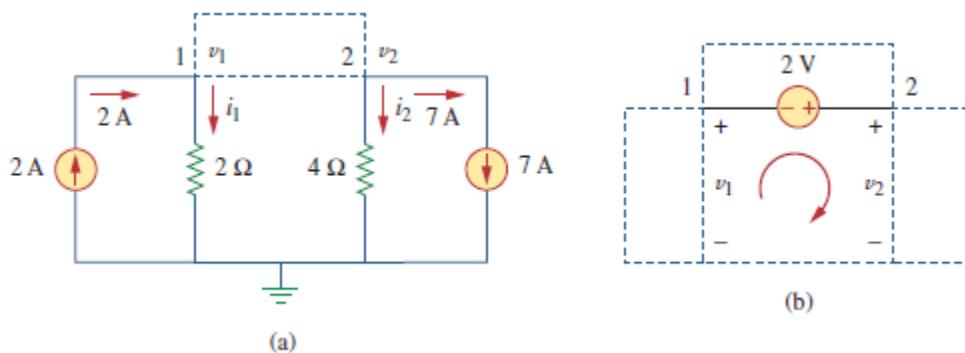 1 v1 2 v2
2 A i1 i2 7 A
2 A 2 Ω 4 Ω 7 A
(a)
2 V
1 2
– +
+ +
v1 v2
– –
(b)